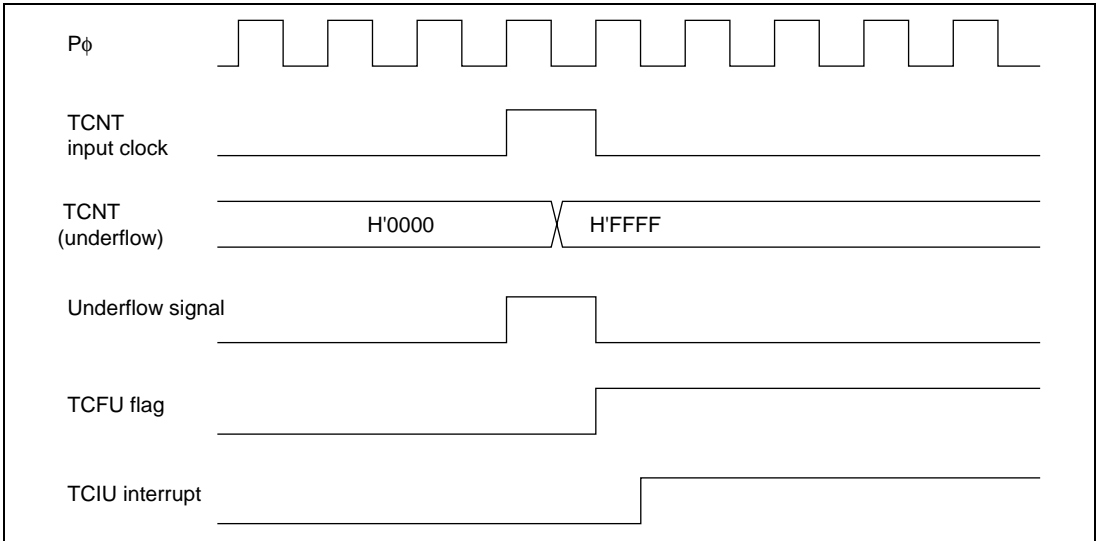 Pϕ
TCNT
input clock
TCNT
(underflow)
H'0000
H'FFFF
Underflow signal
TCFU flag
TCIU interrupt